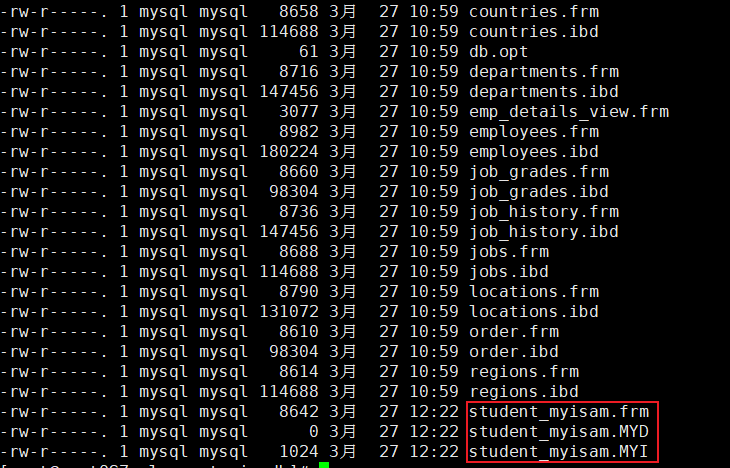 -rw-r-----. 1 mysql mysql   8658 3月  27 10:59 countries.frm
-rw-r-----. 1 mysql mysql 114688 3月  27 10:59 countries.ibd
-rw-r-----. 1 mysql mysql     61 3月  27 10:59 db.opt
-rw-r-----. 1 mysql mysql   8716 3月  27 10:59 departments.frm
-rw-r-----. 1 mysql mysql 147456 3月  27 10:59 departments.ibd
-rw-r-----. 1 mysql mysql   3077 3月  27 10:59 emp_details_view.frm
-rw-r-----. 1 mysql mysql   8982 3月  27 10:59 employees.frm
-rw-r-----. 1 mysql mysql 180224 3月  27 10:59 employees.ibd
-rw-r-----. 1 mysql mysql   8660 3月  27 10:59 job_grades.frm
-rw-r-----. 1 mysql mysql  98304 3月  27 10:59 job_grades.ibd
-rw-r-----. 1 mysql mysql   8736 3月  27 10:59 job_history.frm
-rw-r-----. 1 mysql mysql 147456 3月  27 10:59 job_history.ibd
-rw-r-----. 1 mysql mysql   8688 3月  27 10:59 jobs.frm
-rw-r-----. 1 mysql mysql 114688 3月  27 10:59 jobs.ibd
-rw-r-----. 1 mysql mysql   8790 3月  27 10:59 locations.frm
-rw-r-----. 1 mysql mysql 131072 3月  27 10:59 locations.ibd
-rw-r-----. 1 mysql mysql   8610 3月  27 10:59 order.frm
-rw-r-----. 1 mysql mysql  98304 3月  27 10:59 order.ibd
-rw-r-----. 1 mysql mysql   8614 3月  27 10:59 regions.frm
-rw-r-----. 1 mysql mysql 114688 3月  27 10:59 regions.ibd
-rw-r-----. 1 mysql mysql   8642 3月  27 12:22 student_myisam.frm
-rw-r-----. 1 mysql mysql      0 3月  27 12:22 student_myisam.MYD
-rw-r-----. 1 mysql mysql   1024 3月  27 12:22 student_myisam.MYI